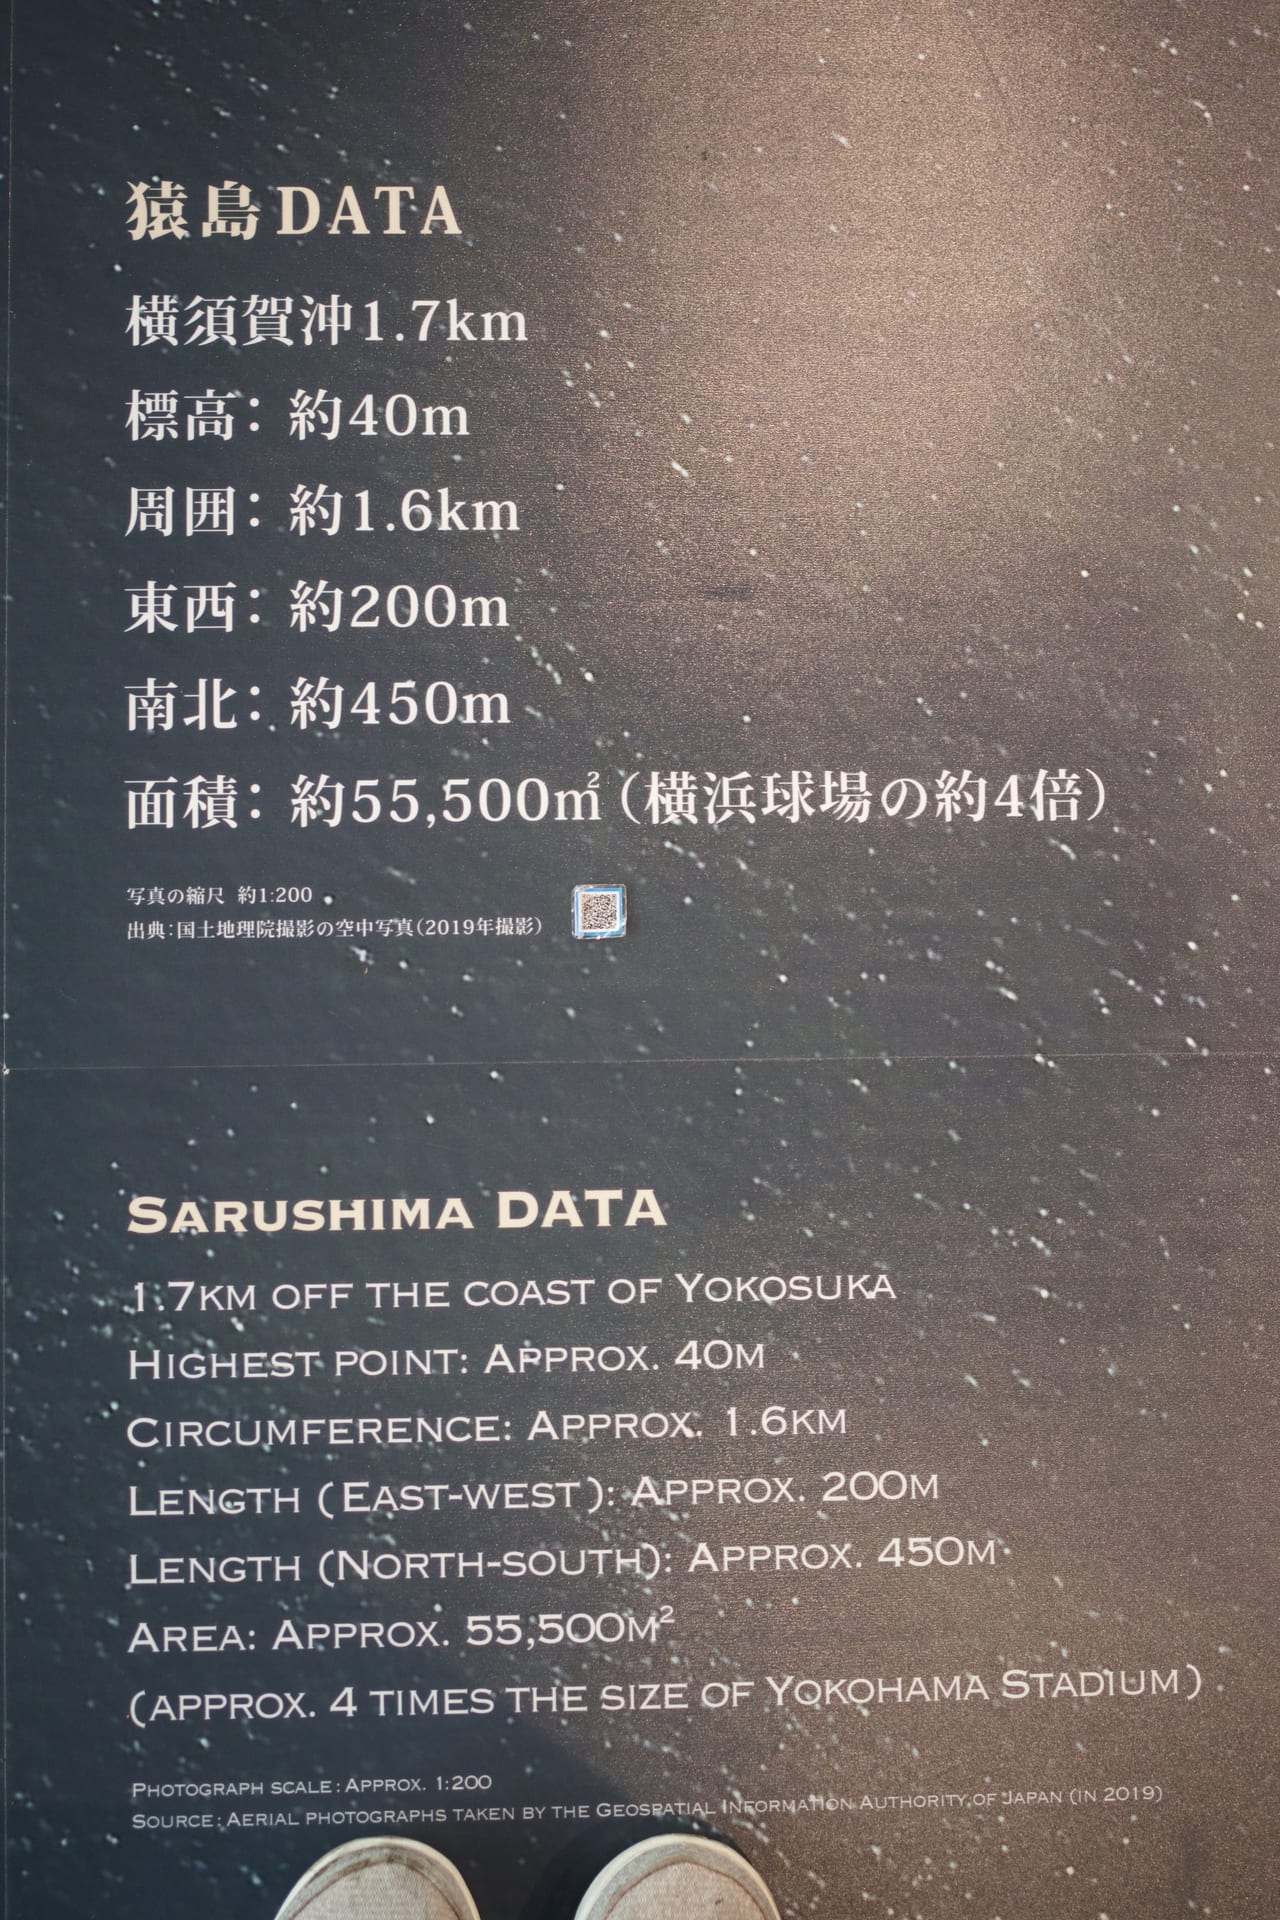 猿島DATA
横須賀沖1.7km
標高：約40m
周囲：約1.6km
東西：約200m
南北：約450m
面積：約55,500㎡（横浜球場の約4倍）
写真の縮尺 約1:200
出典：国土地理院撮影の空中写真（2019年撮影）
SARUSHIMA DATA
1.7KM OFF THE COAST OF YOKOSUKA
HIGHEST POINT: APPROX. 40M
CIRCUMFERENCE: APPROX. 1.6KM
LENGTH (EAST-WEST): APPROX. 200M
LENGTH (NORTH-SOUTH): APPROX. 450M
AREA: APPROX. 55,500M²
(APPROX. 4 TIMES THE SIZE OF YOKOHAMA STADIUM)
PHOTOGRAPH SCALE: APPROX. 1:200
SOURCE: AERIAL PHOTOGRAPHS TAKEN BY THE GEOSPATIAL INFORMATION AUTHORITY OF JAPAN (IN 2019)